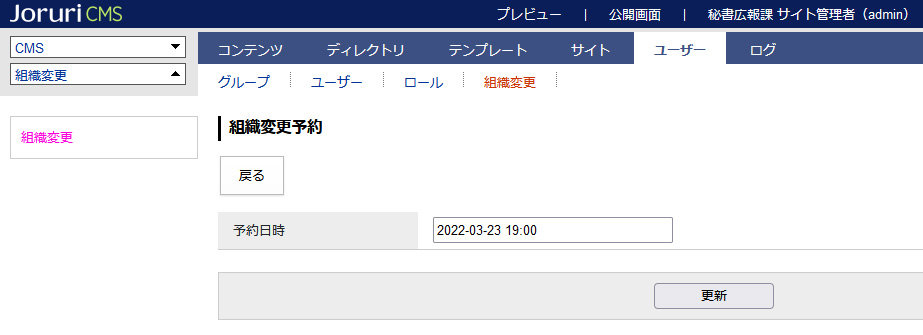 Joruri CMS
プレビュー | 公開画面 | 秘書広報課 サイト管理者（admin）
CMS
組織変更
コンテンツ ディレクトリ テンプレート サイト ユーザー ログ
グループ ユーザー ロール 組織変更
組織変更
組織変更予約
戻る
予約日時 2022-03-23 19:00
更新